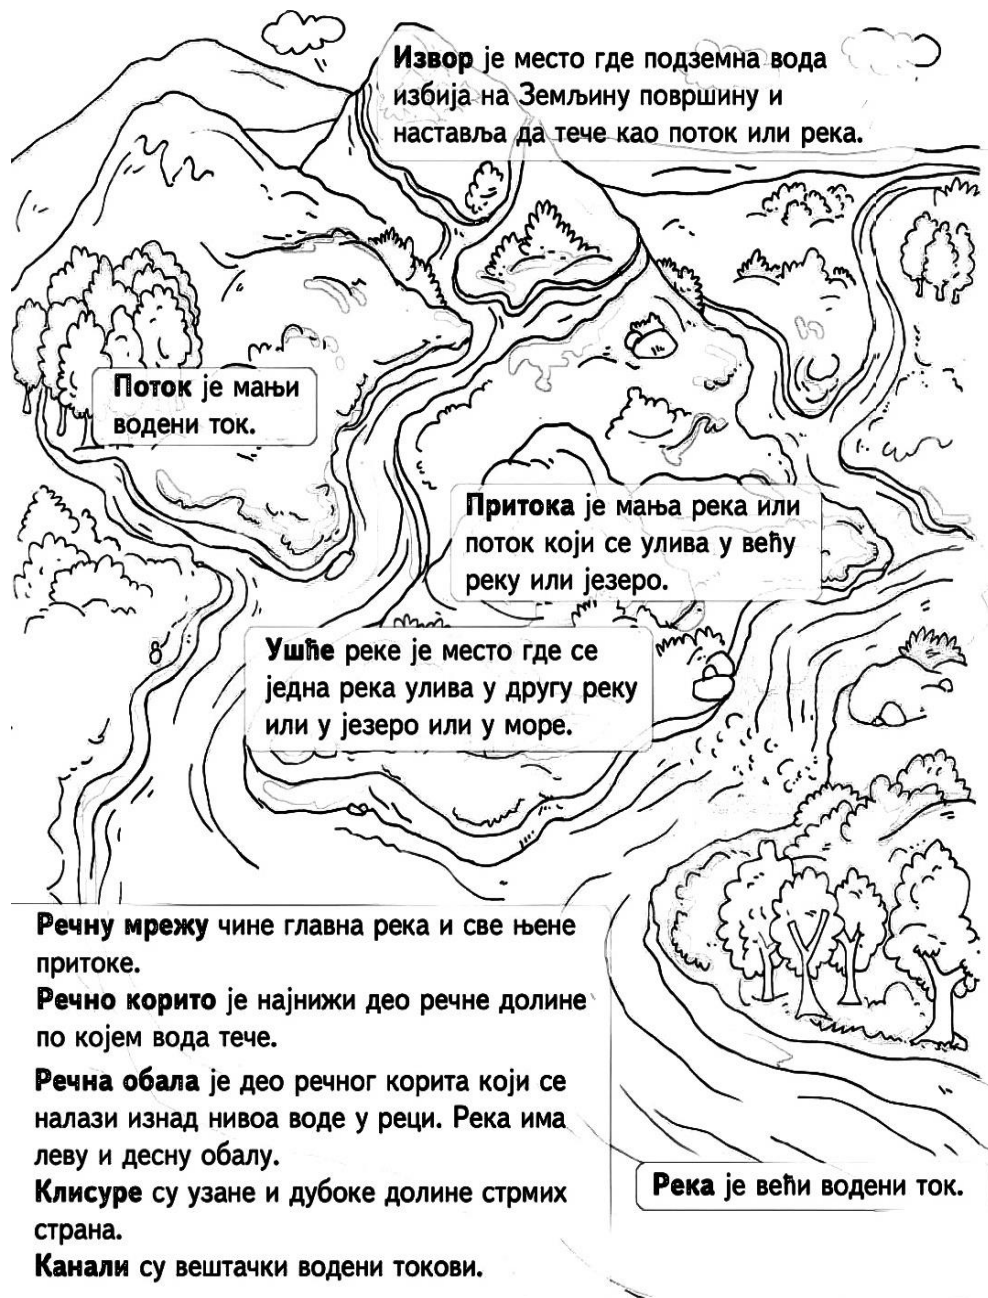 Извор је место где подземна вода
избија на Земљину површину и
наставља да тече као поток или река.
Поток је мањи
водени ток.
Притока је мања река или
поток који се улива у већу
реку или језеро.
Ушће реке је место где се
једна река улива у другу реку
или у језеро или у море.
Речну мрежу чине главна река и све њене
притоке.
Речно корито је најнижи део речне долине
по којем вода тече.
Речна обала је део речног корита који се
налази изнад нивоа воде у реци. Река има
леву и десну обалу.
Клисуре су узане и дубоке долине стрмих
страна.
Канали су вештачки водени токови.
Река је већи водени ток.